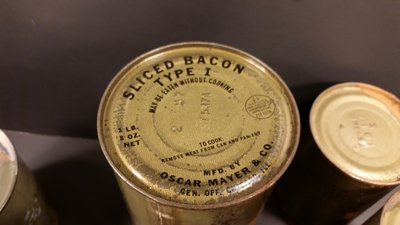 SLICED BACON
TYPE I
MAY BE EATEN WITHOUT COOKING.
1 LB.
8 OZ.
NET
TO COOK:
REMOVE MEAT FROM CAN AND PAN-FRY
MFD. BY
OSCAR MAYER & CO.
GEN. OFF.